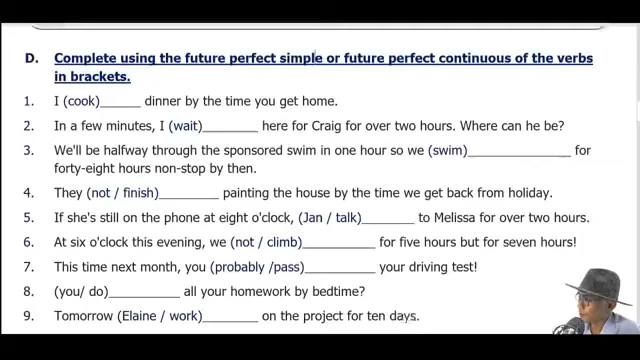 D. Complete using the future perfect simple or future perfect continuous of the verbs
in brackets.
1. I (cook)______ dinner by the time you get home.
2. In a few minutes, I (wait)________ here for Craig for over two hours. Where can he be?
3. We'll be halfway through the sponsored swim in one hour so we (swim)_______________ for
forty-eight hours non-stop by then.
4. They (not / finish)_________ painting the house by the time we get back from holiday.
5. If she's still on the phone at eight o'clock, (Jan / talk)________ to Melissa for over two hours.
6. At six o'clock this evening, we (not / climb)___________ for five hours but for seven hours!
7. This time next month, you (probably /pass)__________ your driving test!
8. (you/ do)__________ all your homework by bedtime?
9. Tomorrow (Elaine / work)________ on the project for ten days.